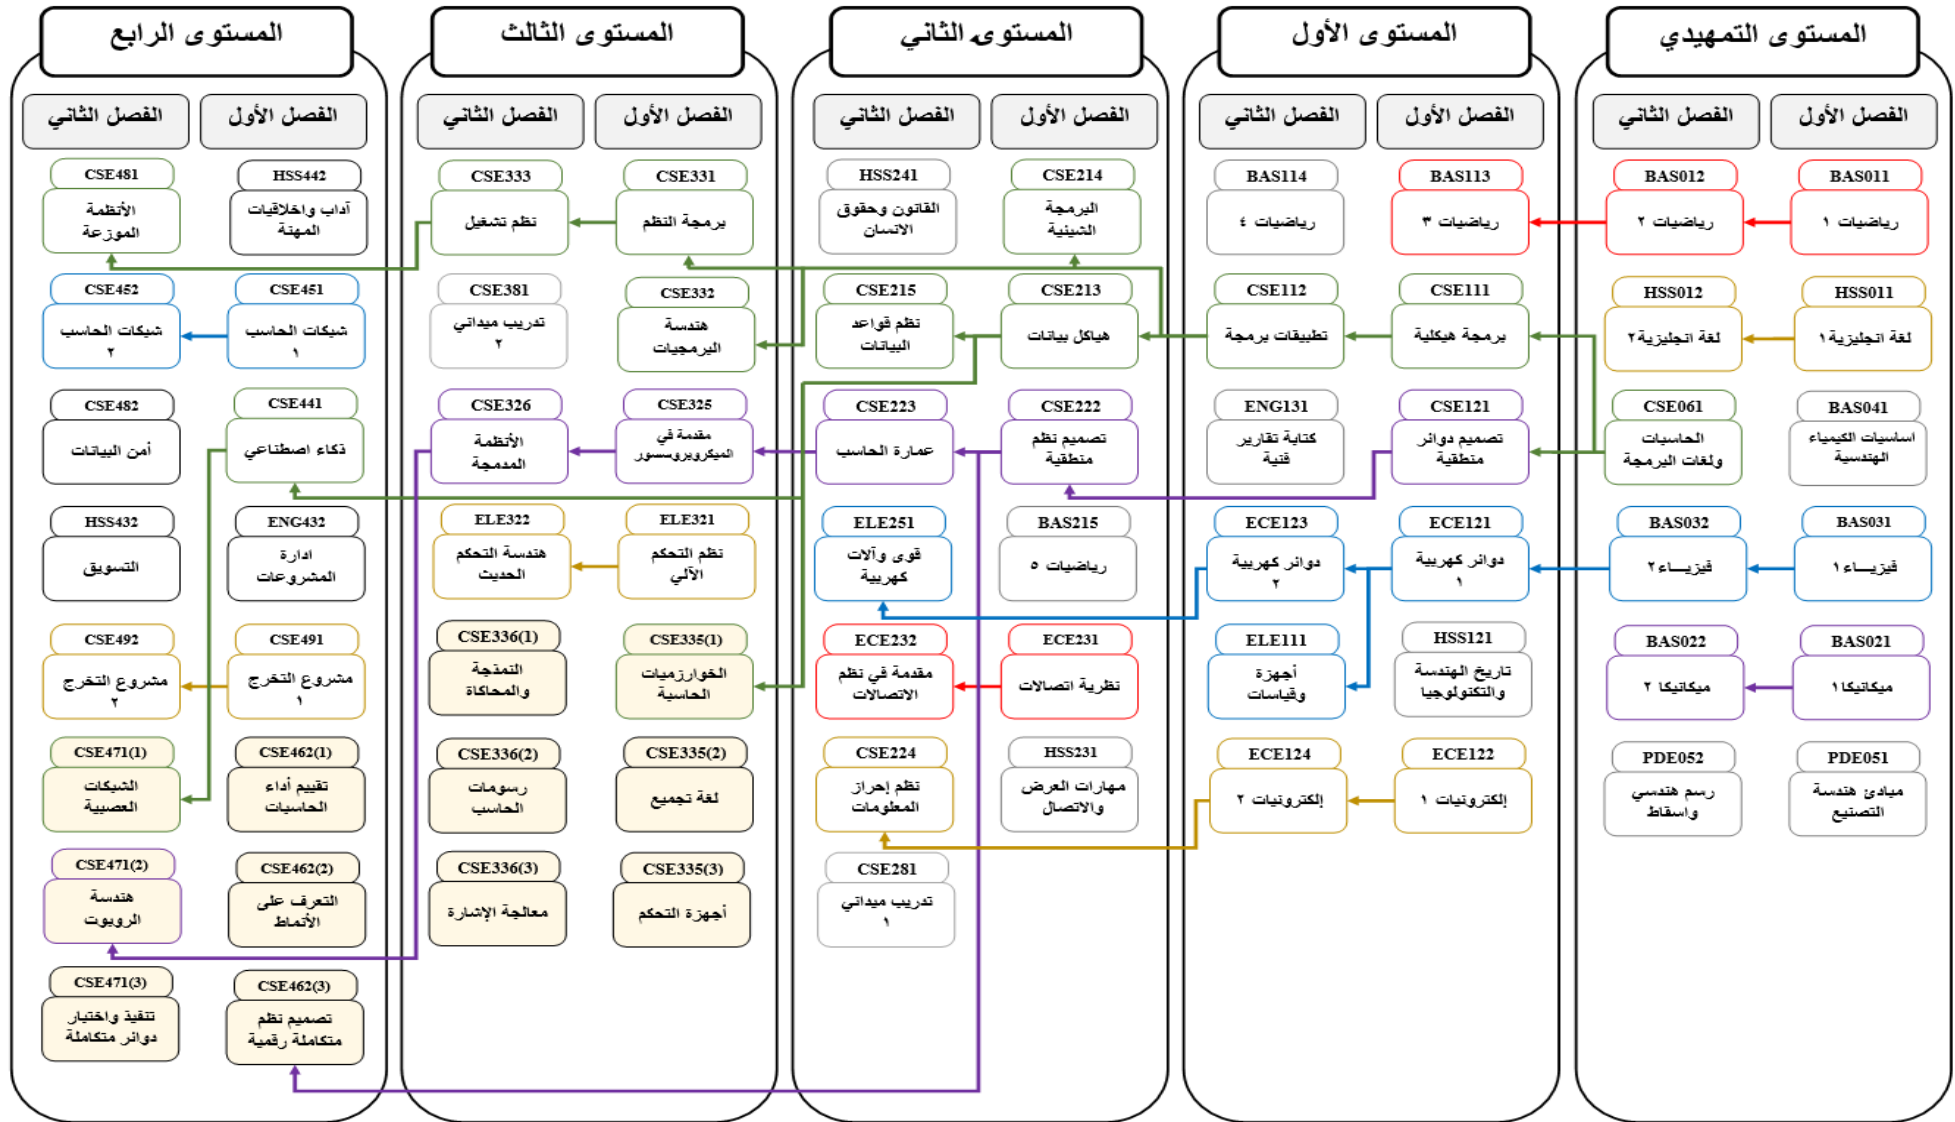 المستوى التمهيدي
الفصل الأول
BAS011
رياضيات ١
HSS011
لغة انجليزية١
BAS041
اساسيات الكيمياء
الهندسية
BAS031
فيزيــاء١
BAS021
ميكانيكا١
PDE051
مبادئ هندسة
التصنيع
الفصل الثاني
BAS012
رياضيات ٢
HSS012
لغة انجليزية٢
CSE061
الحاسبات
ولغات البرمجة
BAS032
فيزيــاء٢
BAS022
ميكانيكا ٢
PDE052
رسم هندسي
واسقاط
المستوى الأول
الفصل الأول
BAS113
رياضيات ٣
CSE111
برمجة هيكلية
CSE121
تصميم دوائر
منطقية
ECE121
دوائر كهربية
١
HSS121
تاريخ الهندسة
والتكنولوجيا
ECE122
إلكترونيات ١
الفصل الثاني
BAS114
رياضيات ٤
CSE112
تطبيقات برمجة
ENG131
كتابة تقارير
فنية
ECE123
دوائر كهربية
٢
ELE111
أجهزة
وقياسات
ECE124
إلكترونيات ٢
المستوى الثاني
الفصل الأول
CSE214
البرمجة
الشيئية
CSE213
هياكل بيانات
CSE222
تصميم نظم
منطقية
BAS215
رياضيات ٥
ECE231
نظرية اتصالات
HSS231
مهارات العرض
والاتصال
الفصل الثاني
HSS241
القانون وحقوق
الانسان
CSE215
نظم قواعد
البيانات
CSE223
عمارة الحاسب
ELE251
قوى وآلات
كهربية
ECE232
مقدمة في نظم
الاتصالات
CSE224
نظم إحراز
المعلومات
CSE281
تدريب ميداني
١
المستوى الثالث
الفصل الأول
CSE331
برمجة النظم
CSE332
هندسة
البرمجيات
CSE325
مقدمة في
الميكروبروسسور
ELE321
نظم التحكم
الآلي
CSE335(1)
الخوارزميات
الحاسبة
CSE335(2)
لغة تجميع
CSE335(3)
أجهزة التحكم
الفصل الثاني
CSE333
نظم تشغيل
CSE381
تدريب ميداني
٢
CSE326
الأنظمة
المدمجة
ELE322
هندسة التحكم
الحديث
CSE336(1)
النمذجة
والمحاكاة
CSE336(2)
رسومات
الحاسب
CSE336(3)
معالجة الإشارة
المستوى الرابع
الفصل الأول
HSS442
آداب واخلاقيات
المهنة
CSE451
شبكات الحاسب
١
CSE441
ذكاء اصطناعي
ENG432
ادارة
المشروعات
CSE491
مشروع التخرج
١
CSE462(1)
تقييم أداء
الحاسبات
CSE462(2)
التعرف على
الأنماط
CSE462(3)
تصميم نظم
متكاملة رقمية
الفصل الثاني
CSE481
الأنظمة
الموزعة
CSE452
شبكات الحاسب
٢
CSE482
أمن البيانات
HSS432
التسويق
CSE492
مشروع التخرج
٢
CSE471(1)
الشبكات
العصبية
CSE471(2)
هندسة
الروبوت
CSE471(3)
تنفيذ واختبار
دوائر متكاملة